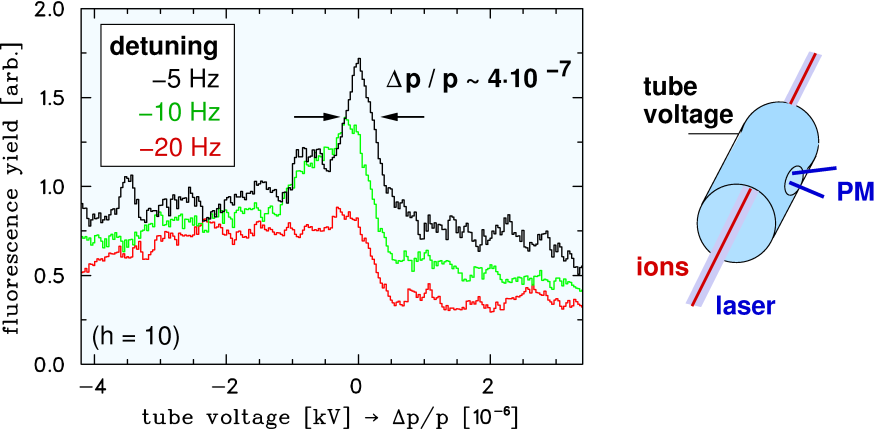 2.0
1.5
1.0
0.5
0.0
fluorescence yield [arb.]
detuning
−5 Hz
−10 Hz
−20 Hz
Δp / p ~ 4·10 −7
(h = 10)
−4 −2 0 2
tube voltage [kV] → Δp/p [10−6]
tube
voltage
PM
ions
laser